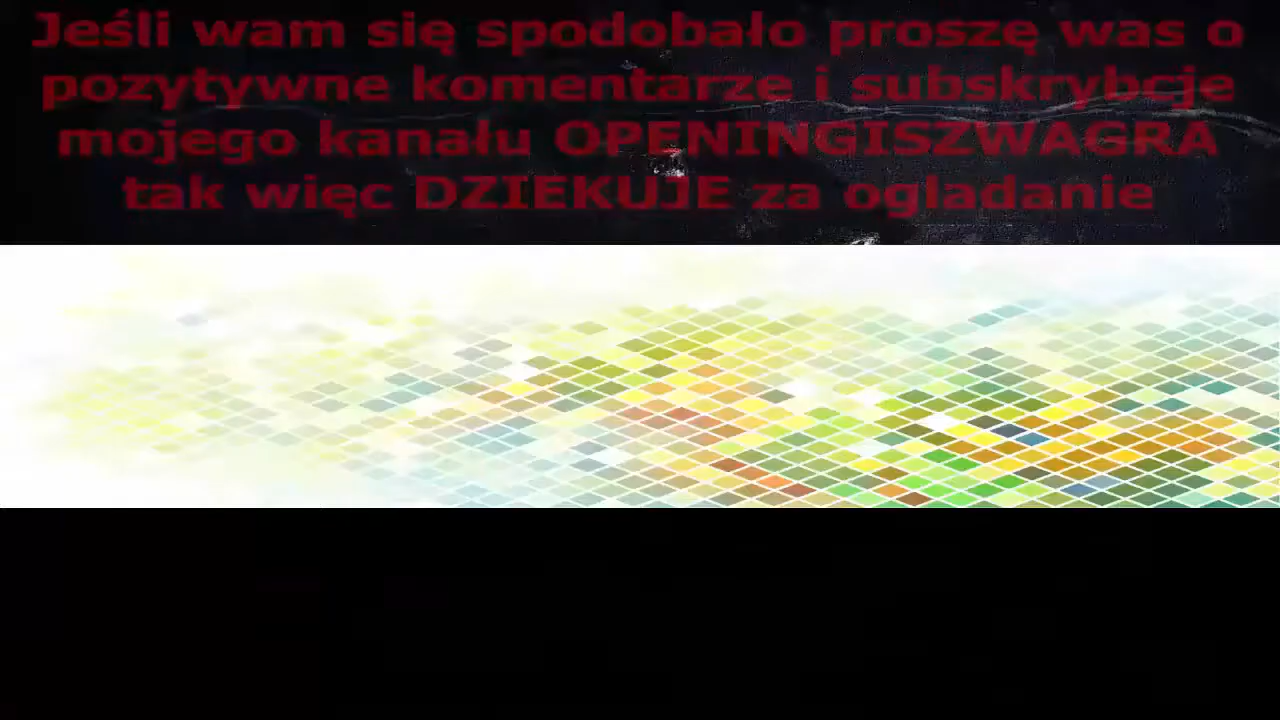 Jeśli wam się spodobało proszę was o
pozytywne komentarze i subskrybcje
mojego kanału OPENINGISZWAGRA
tak więc DZIEKUJE za ogladanie